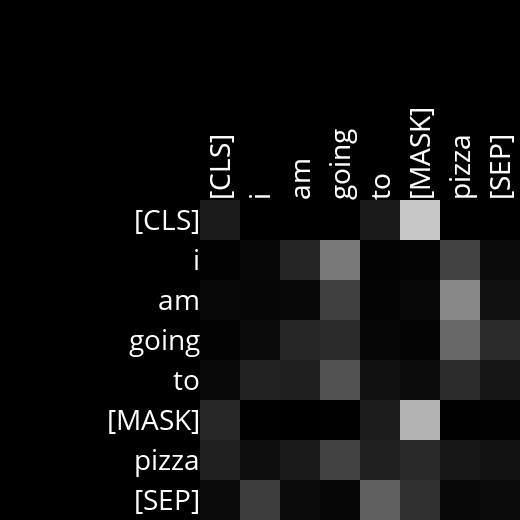 [CLS] i am going to [MASK] pizza [SEP]
[CLS]
i
am
going
to
[MASK]
pizza
[SEP]